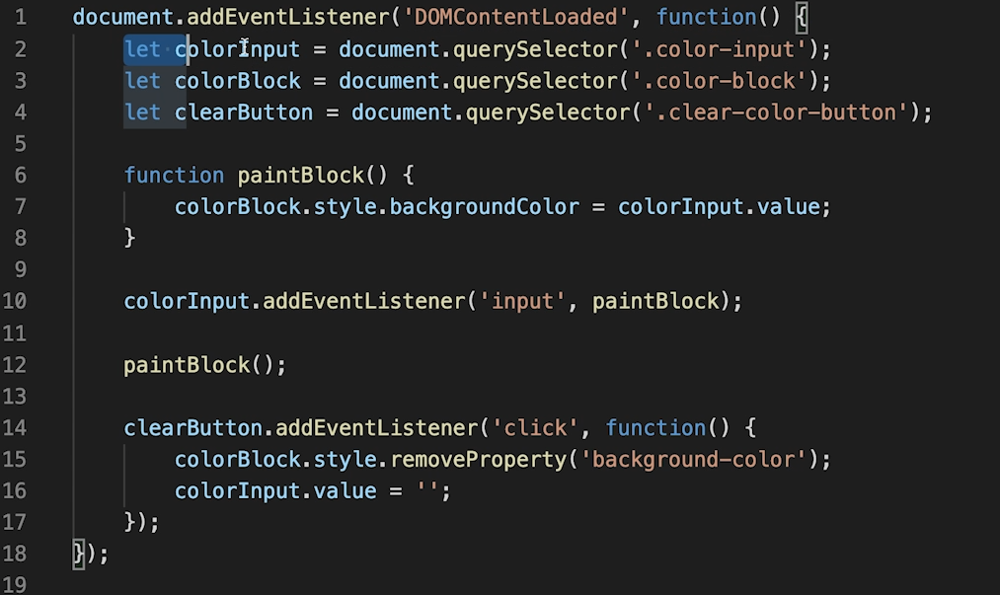 1 document.addEventListener('DOMContentLoaded', function() {
2 let colorInput = document.querySelector('.color-input');
3 let colorBlock = document.querySelector('.color-block');
4 let clearButton = document.querySelector('.clear-color-button');
5
6 function paintBlock() {
7 colorBlock.style.backgroundColor = colorInput.value;
8 }
9
10 colorInput.addEventListener('input', paintBlock);
11
12 paintBlock();
13
14 clearButton.addEventListener('click', function() {
15 colorBlock.style.removeProperty('background-color');
16 colorInput.value = '';
17 });
18 });
19